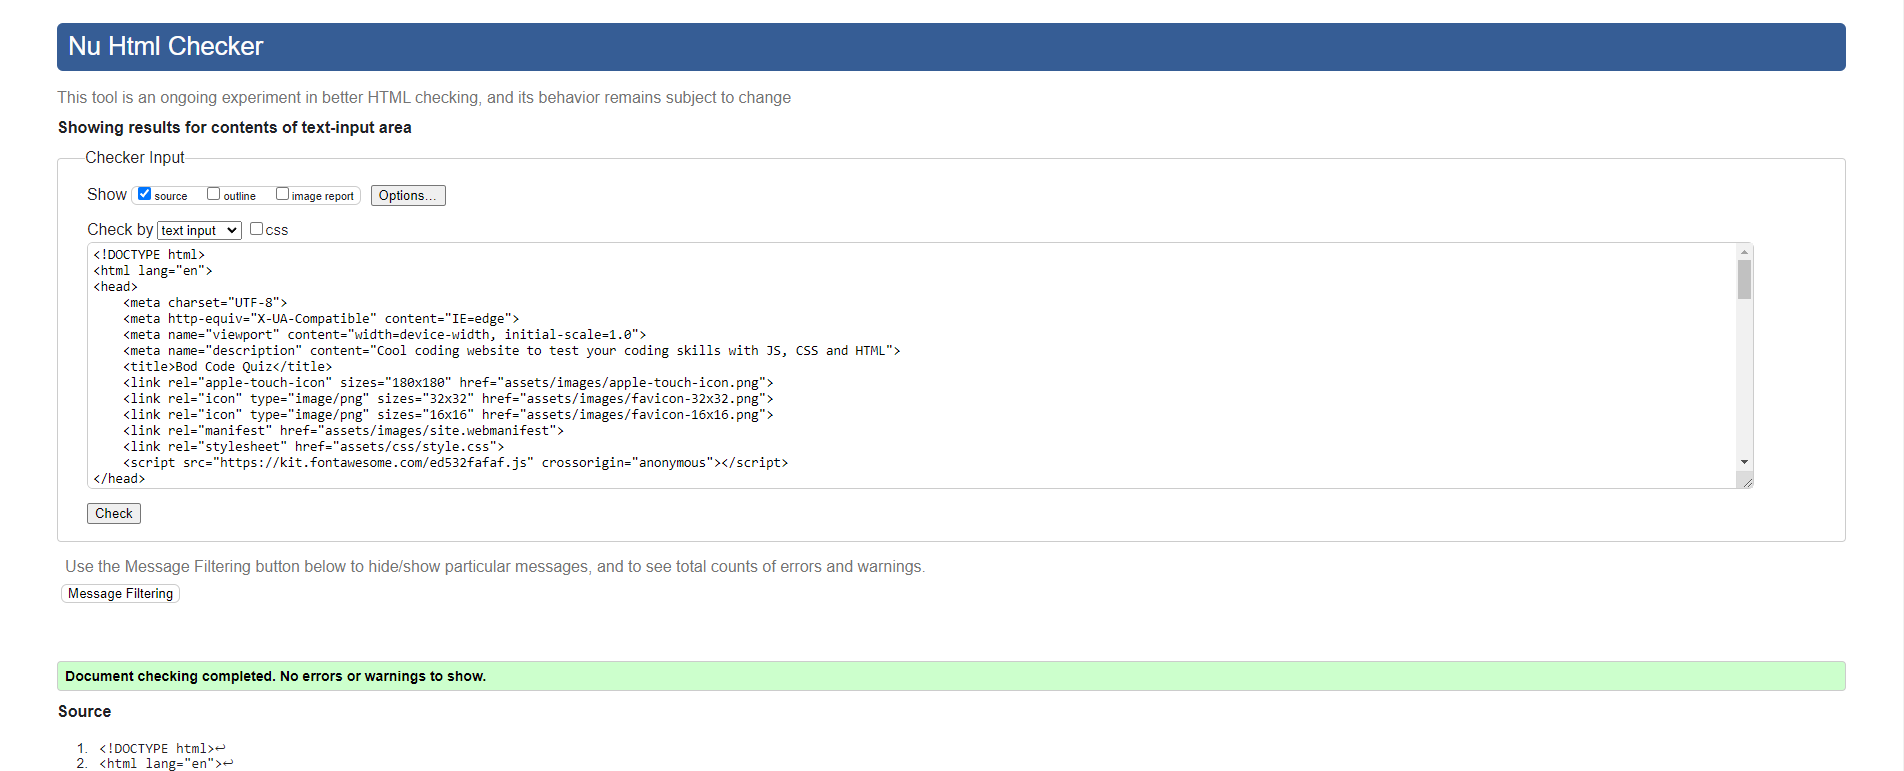 Nu Html Checker
This tool is an ongoing experiment in better HTML checking, and its behavior remains subject to change
Showing results for contents of text-input area
Checker Input
Show source outline image report Options...
Check by text input css
<!DOCTYPE html>
<html lang="en">
<head>
    <meta charset="UTF-8">
    <meta http-equiv="X-UA-Compatible" content="IE=edge">
    <meta name="viewport" content="width=device-width, initial-scale=1.0">
    <meta name="description" content="Cool coding website to test your coding skills with JS, CSS and HTML">
    <title>Bod Code Quiz</title>
    <link rel="apple-touch-icon" sizes="180x180" href="assets/images/apple-touch-icon.png">
    <link rel="icon" type="image/png" sizes="32x32" href="assets/images/favicon-32x32.png">
    <link rel="icon" type="image/png" sizes="16x16" href="assets/images/favicon-16x16.png">
    <link rel="manifest" href="assets/images/site.webmanifest">
    <link rel="stylesheet" href="assets/css/style.css">
    <script src="https://kit.fontawesome.com/ed532fafaf.js" crossorigin="anonymous"></script>
</head>
Check
Use the Message Filtering button below to hide/show particular messages, and to see total counts of errors and warnings.
Message Filtering
Document checking completed. No errors or warnings to show.
Source
1. <!DOCTYPE html>↩
2. <html lang="en">↩